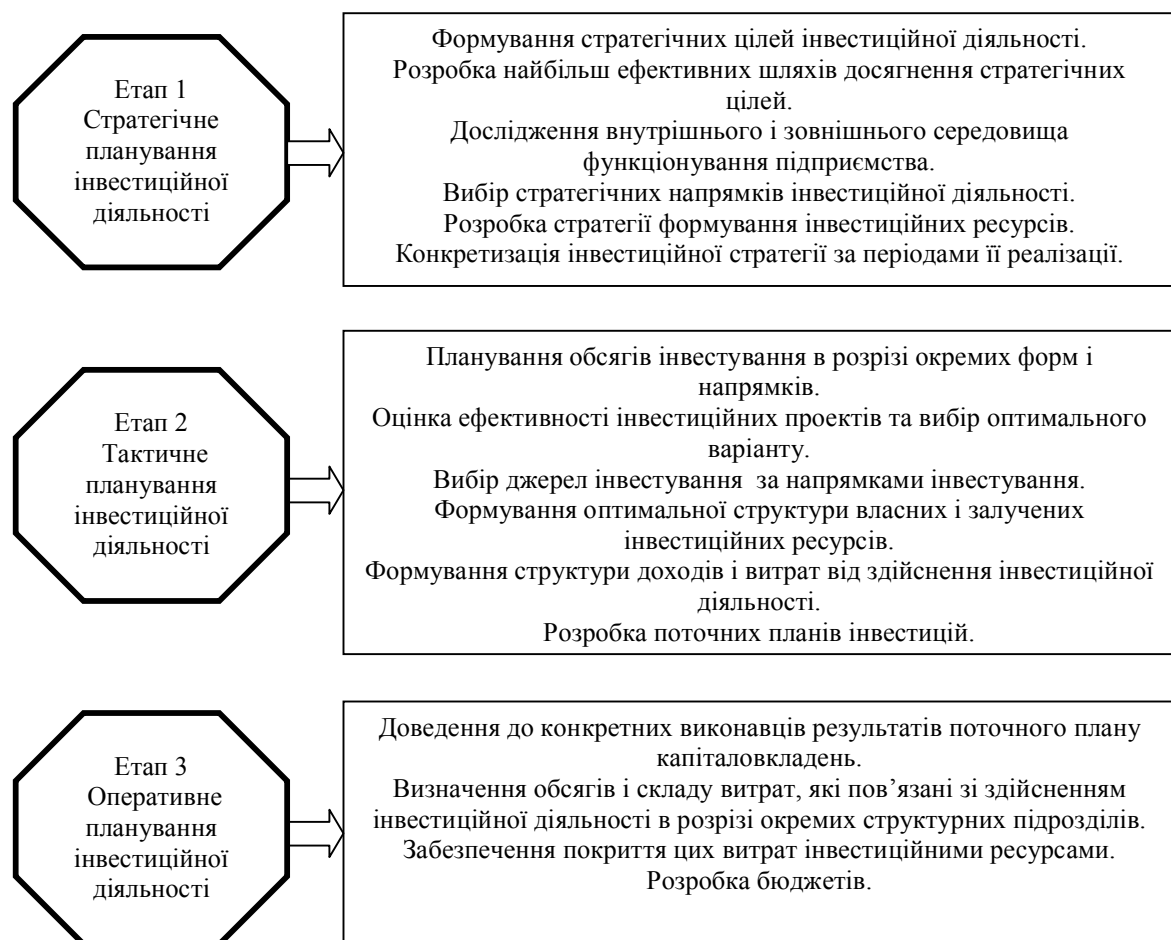 Етап 1
Стратегічне
планування
інвестиційної
діяльності
Формування стратегічних цілей інвестиційної діяльності.
Розробка найбільш ефективних шляхів досягнення стратегічних
цілей.
Дослідження внутрішнього і зовнішнього середовища
функціонування підприємства.
Вибір стратегічних напрямків інвестиційної діяльності.
Розробка стратегії формування інвестиційних ресурсів.
Конкретизація інвестиційної стратегії за періодами її реалізації.
Етап 2
Тактичне
планування
інвестиційної
діяльності
Планування обсягів інвестування в розрізі окремих форм і
напрямків.
Оцінка ефективності інвестиційних проектів та вибір оптимального
варіанту.
Вибір джерел інвестування за напрямками інвестування.
Формування оптимальної структури власних і залучених
інвестиційних ресурсів.
Формування структури доходів і витрат від здійснення інвестиційної
діяльності.
Розробка поточних планів інвестицій.
Етап 3
Оперативне
планування
інвестиційної
діяльності
Доведення до конкретних виконавців результатів поточного плану
капіталовкладень.
Визначення обсягів і складу витрат, які пов’язані зі здійсненням
інвестиційної діяльності в розрізі окремих структурних підрозділів.
Забезпечення покриття цих витрат інвестиційними ресурсами.
Розробка бюджетів.